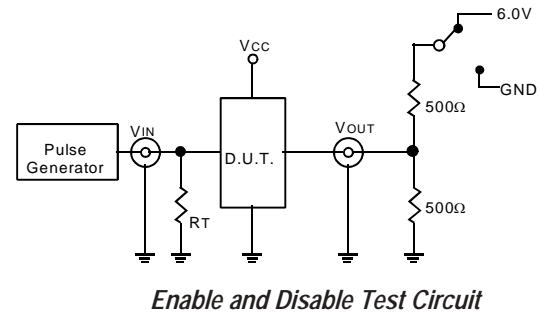 6.0V
VCC
GND
500Ω
Pulse
Generator
VIN
D.U.T.
VOUT
RT
500Ω
Enable and Disable Test Circuit